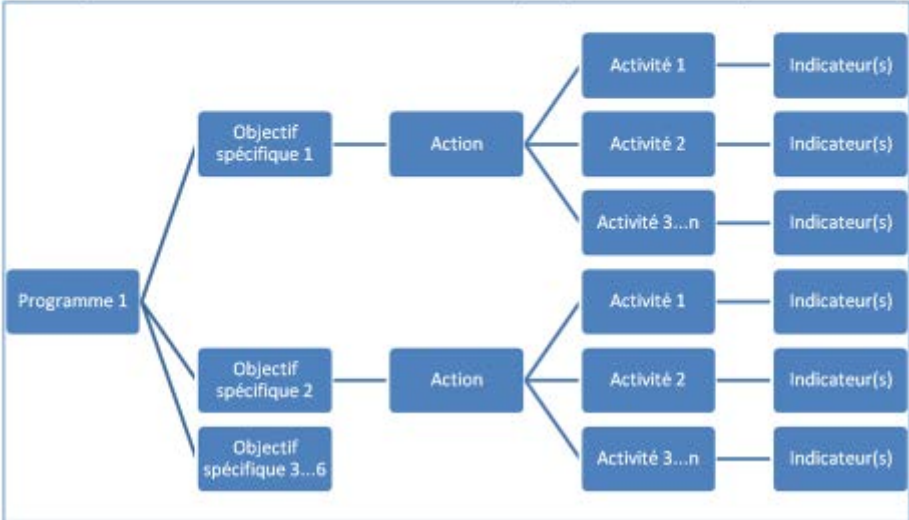 Activité 1
Indicateur(s)
Objectif
spécifique 1
Action
Activité 2
Indicateur(s)
Activité 3...n
Indicateur(s)
Programme 1
Activité 1
Indicateur(s)
Objectif
spécifique 2
Action
Activité 2
Indicateur(s)
Objectif
spécifique 3...6
Activité 3...n
Indicateur(s)